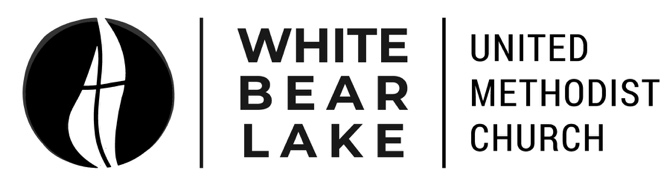 WHITE
BEAR
LAKE
UNITED
METHODIST
CHURCH